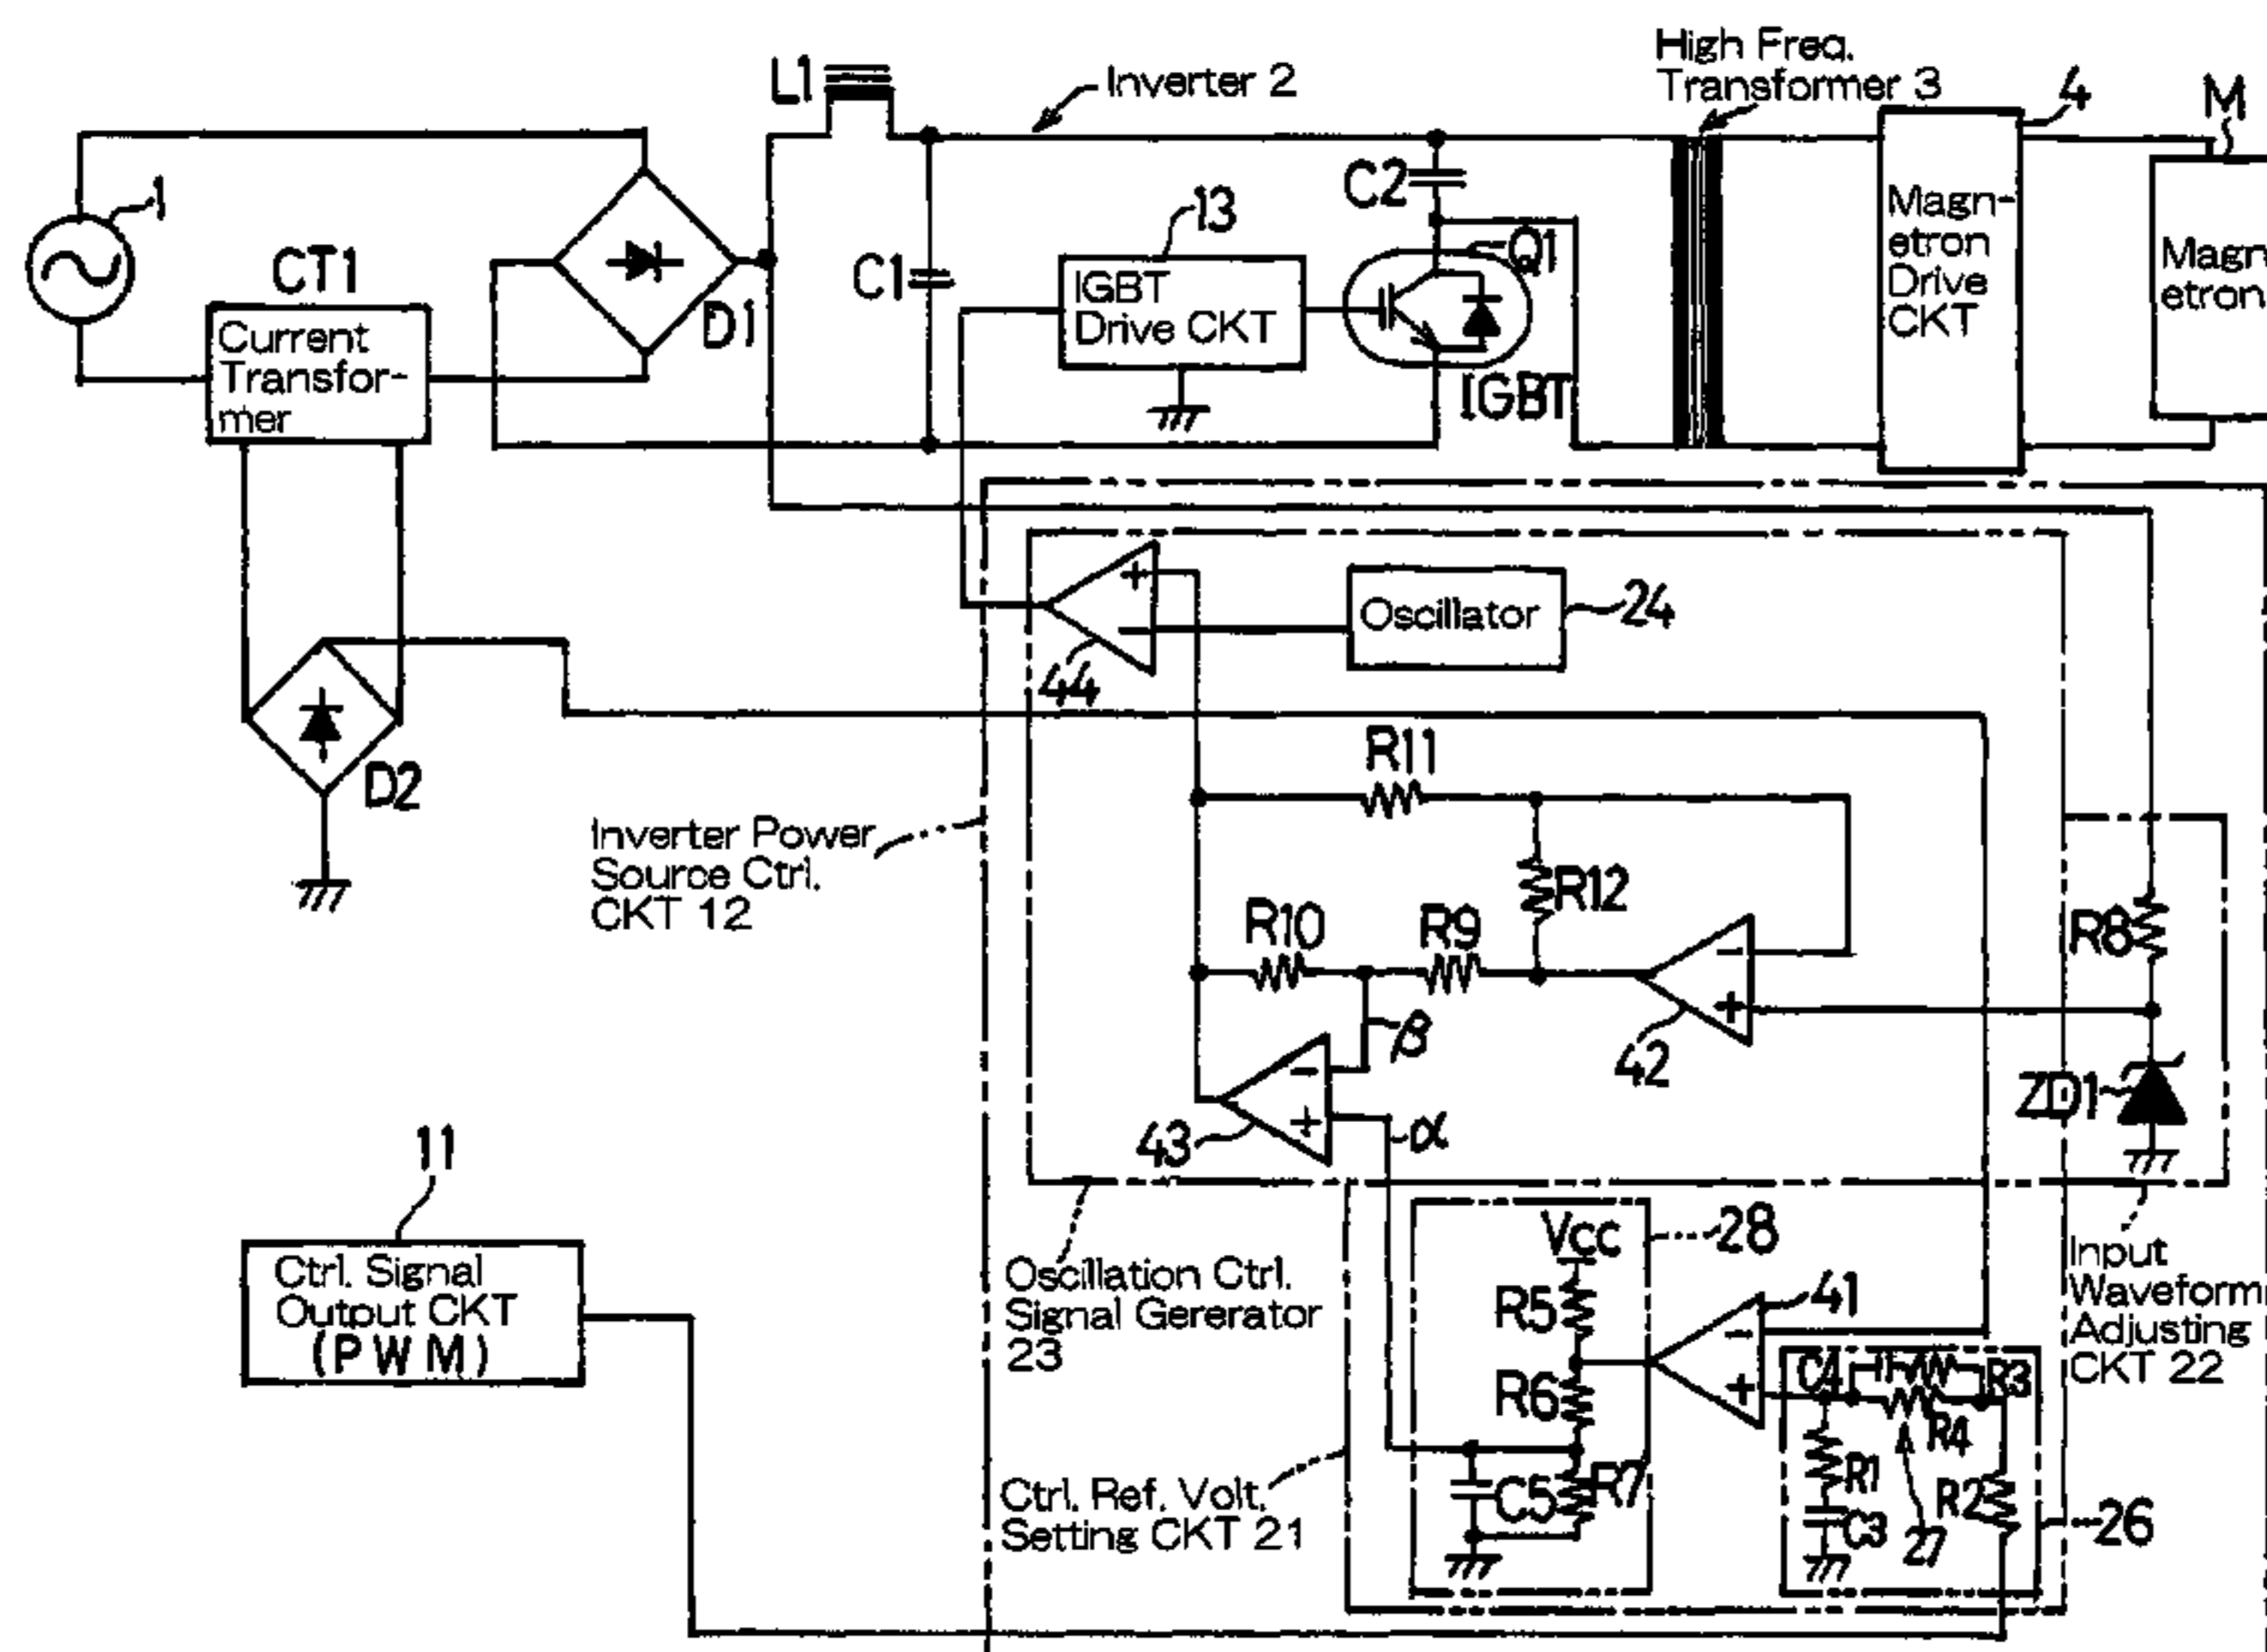 High Freq.
Transformer 3
L1
Inverter 2
4
M
1
CT1
Current
Transfor-
mer
D1
C1
13
IGBT
Drive CKT
C2
Q1
IGBT
Magn-
etron
Drive
CKT
Magn
etron
+
−
44
Oscillator
24
D2
R11
Inverter Power
Source Ctrl.
CKT 12
R12
R10
R9
R8
−
+
42
β
−
+
43
α
ZD1
11
Ctrl. Signal
Output CKT
(PWM)
Oscillation Ctrl.
Signal Gererator
23
28
Vcc
R5
R6
41
−
+
Input
Waveform
Adjusting
CKT 22
C4
R3
R4
R1
R2
C3
27
26
C5
R7
Ctrl. Ref. Volt.
Setting CKT 21